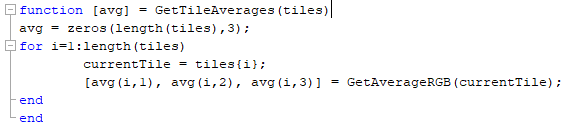 function [avg] = GetTileAverages(tiles)
avg = zeros(length(tiles),3);
for i=1:length(tiles)
        currentTile = tiles{i};
        [avg(i,1), avg(i,2), avg(i,3)] = GetAverageRGB(currentTile);
end
end